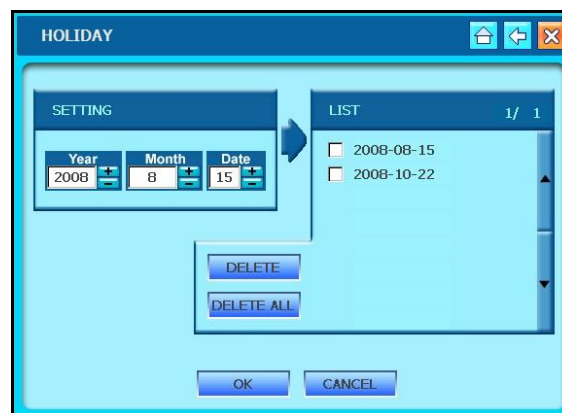 HOLIDAY
SETTING
Year Month Date
2008 8 15
LIST 1/ 1
2008-08-15
2008-10-22
DELETE
DELETE ALL
OK CANCEL